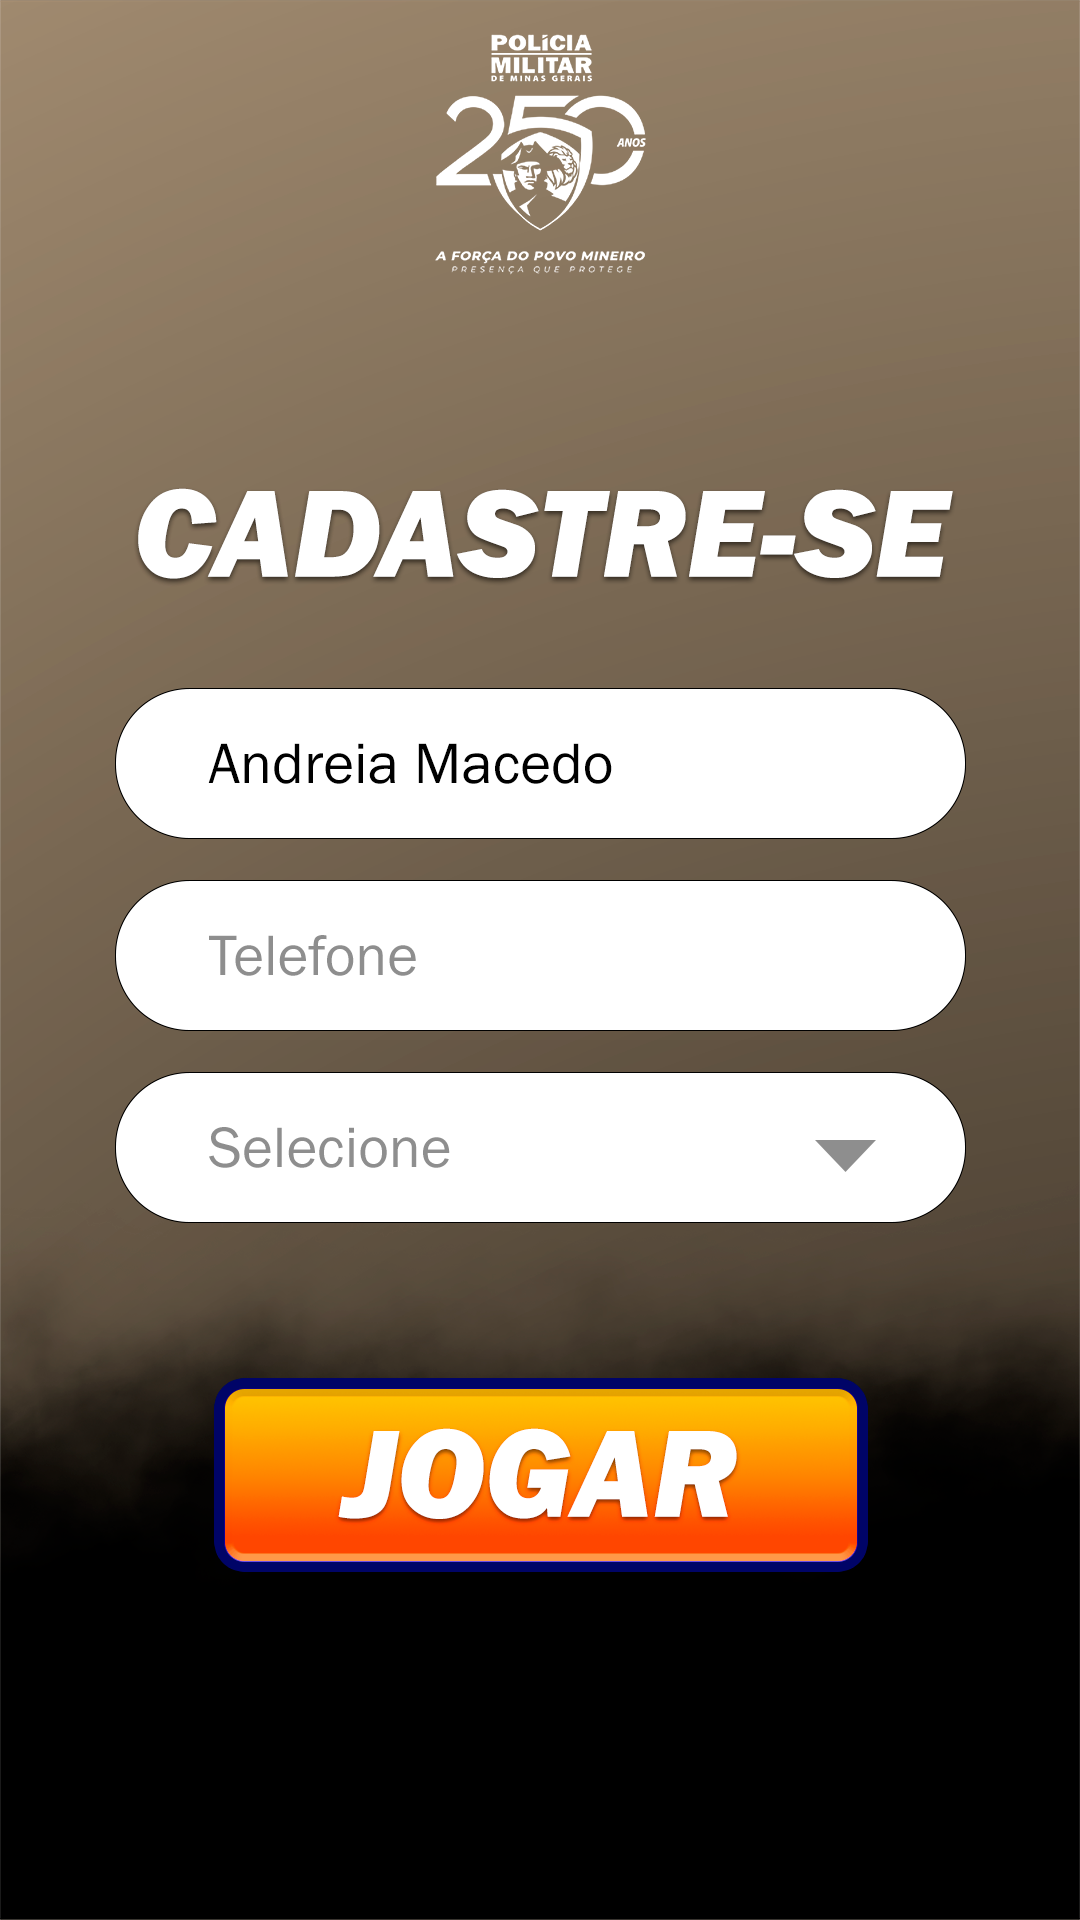 POLÍCIA
MILITAR
DE MINAS GERAIS
250
ANOS
A FORÇA DO POVO MINEIRO
PRESENÇA QUE PROTEGE
CADASTRE-SE
Andreia Macedo
Telefone
Selecione
JOGAR